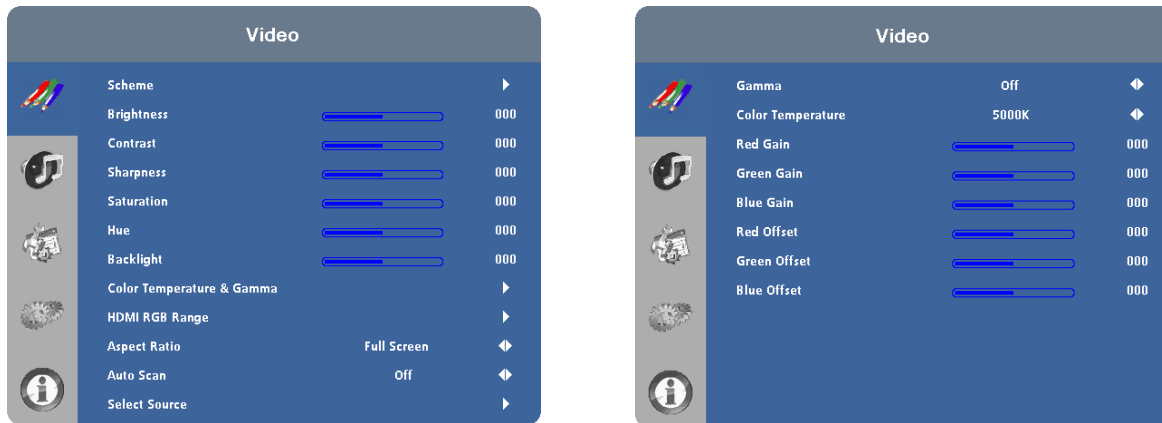 Video
Scheme
Brightness 000
Contrast 000
Sharpness 000
Saturation 000
Hue 000
Backlight 000
Color Temperature & Gamma
HDMI RGB Range
Aspect Ratio Full Screen
Auto Scan Off
Select Source
Video
Gamma Off
Color Temperature 5000K
Red Gain 000
Green Gain 000
Blue Gain 000
Red Offset 000
Green Offset 000
Blue Offset 000